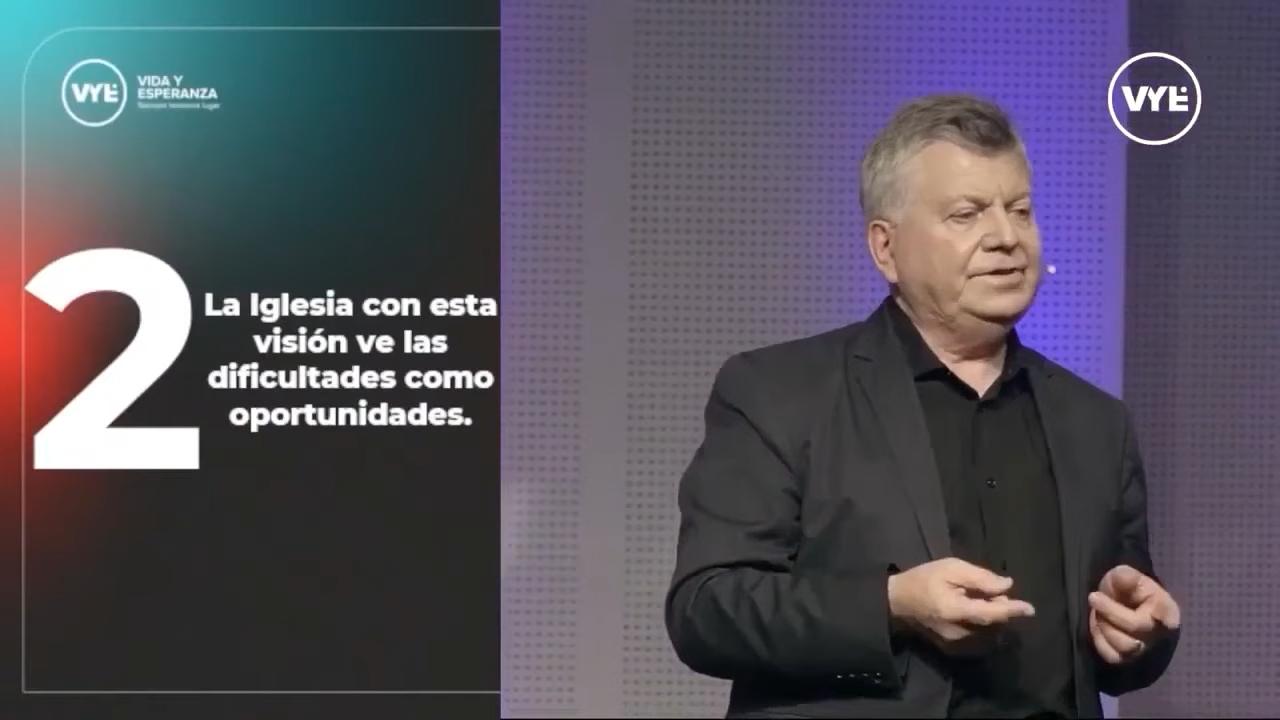 VYE
VIDA Y
ESPERANZA
2
La Iglesia con esta
visión ve las
dificultades como
oportunidades.
VYE